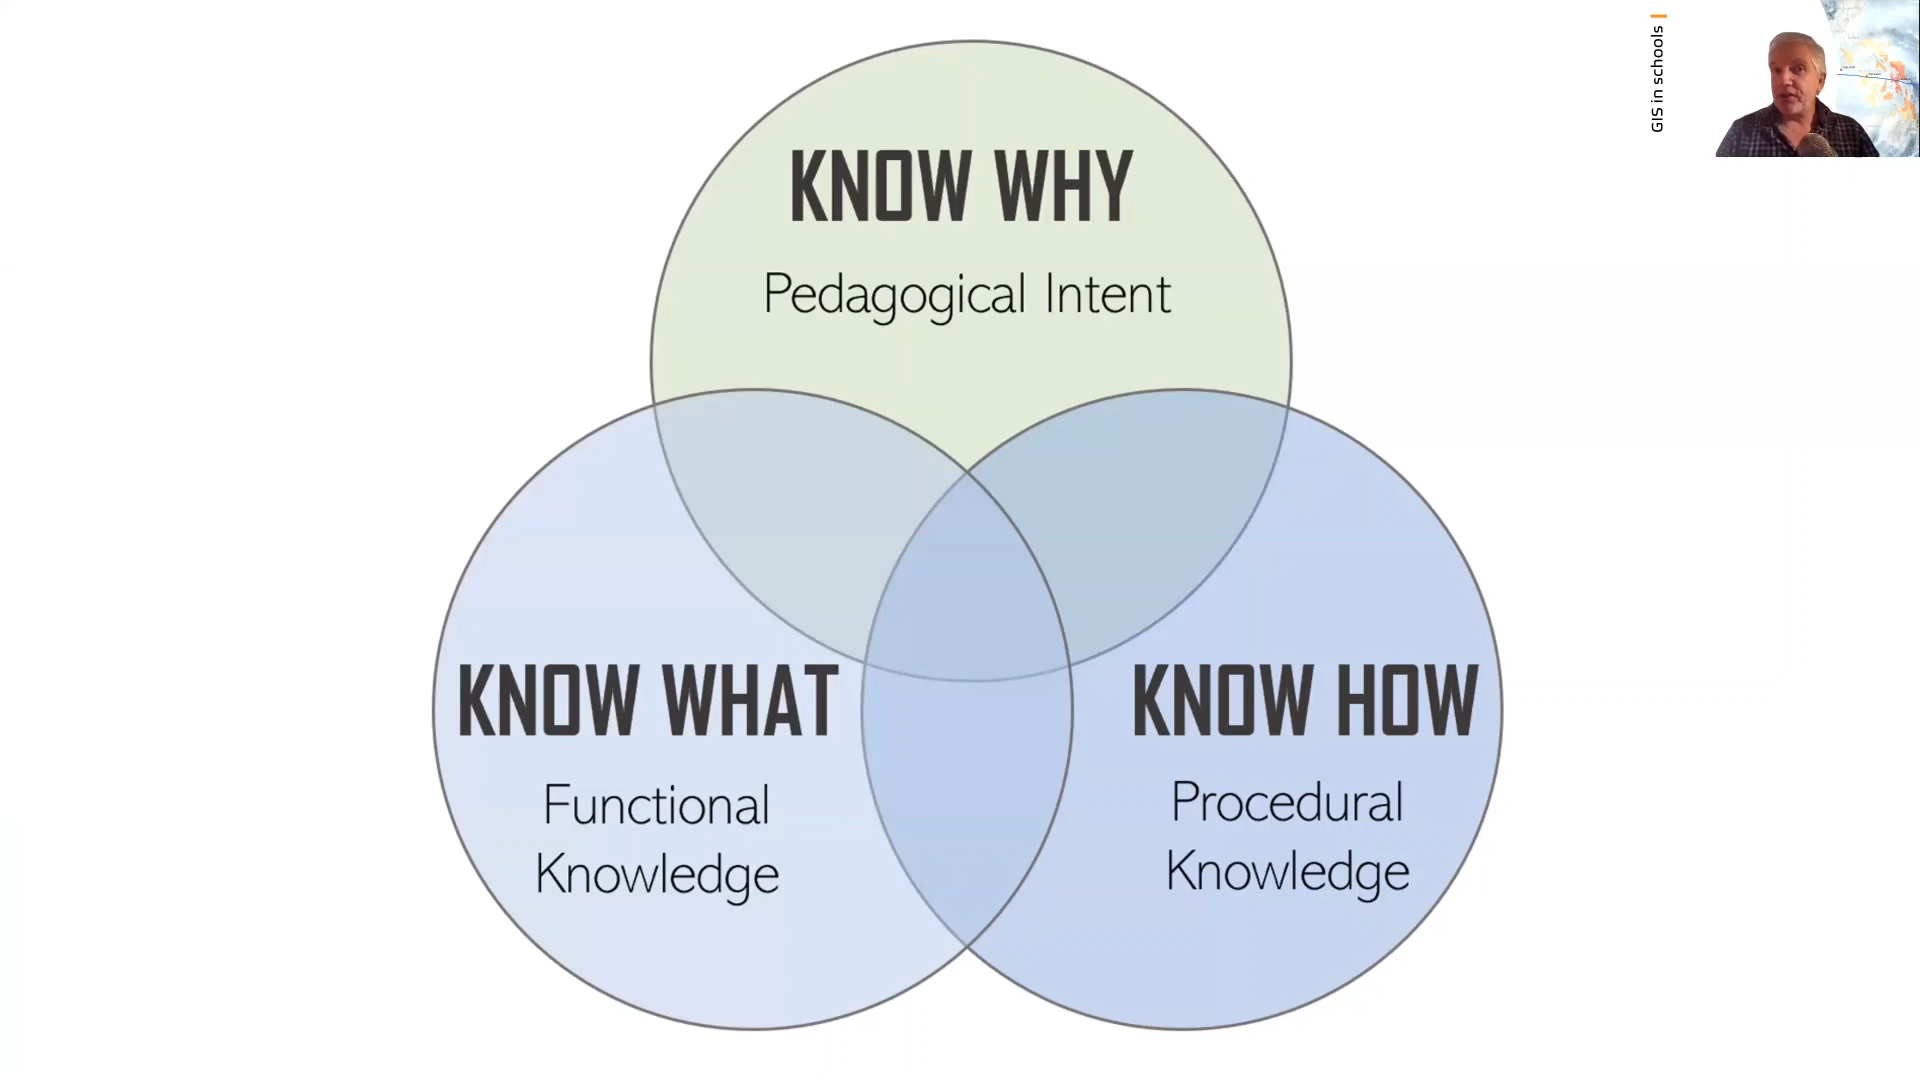 GIS in schools
KNOW WHY
Pedagogical Intent
KNOW WHAT
Functional
Knowledge
KNOW HOW
Procedural
Knowledge